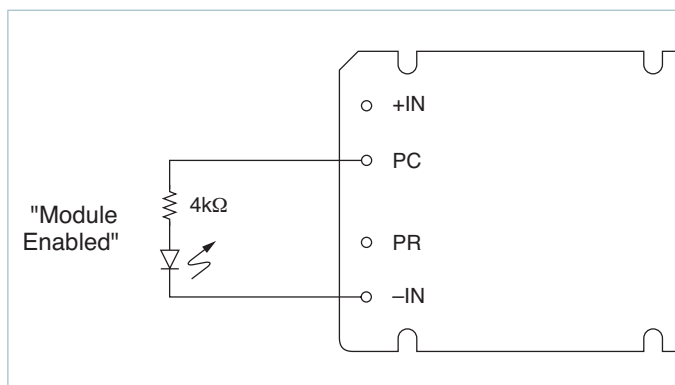 +IN
PC
4kΩ
"Module
Enabled"
PR
–IN